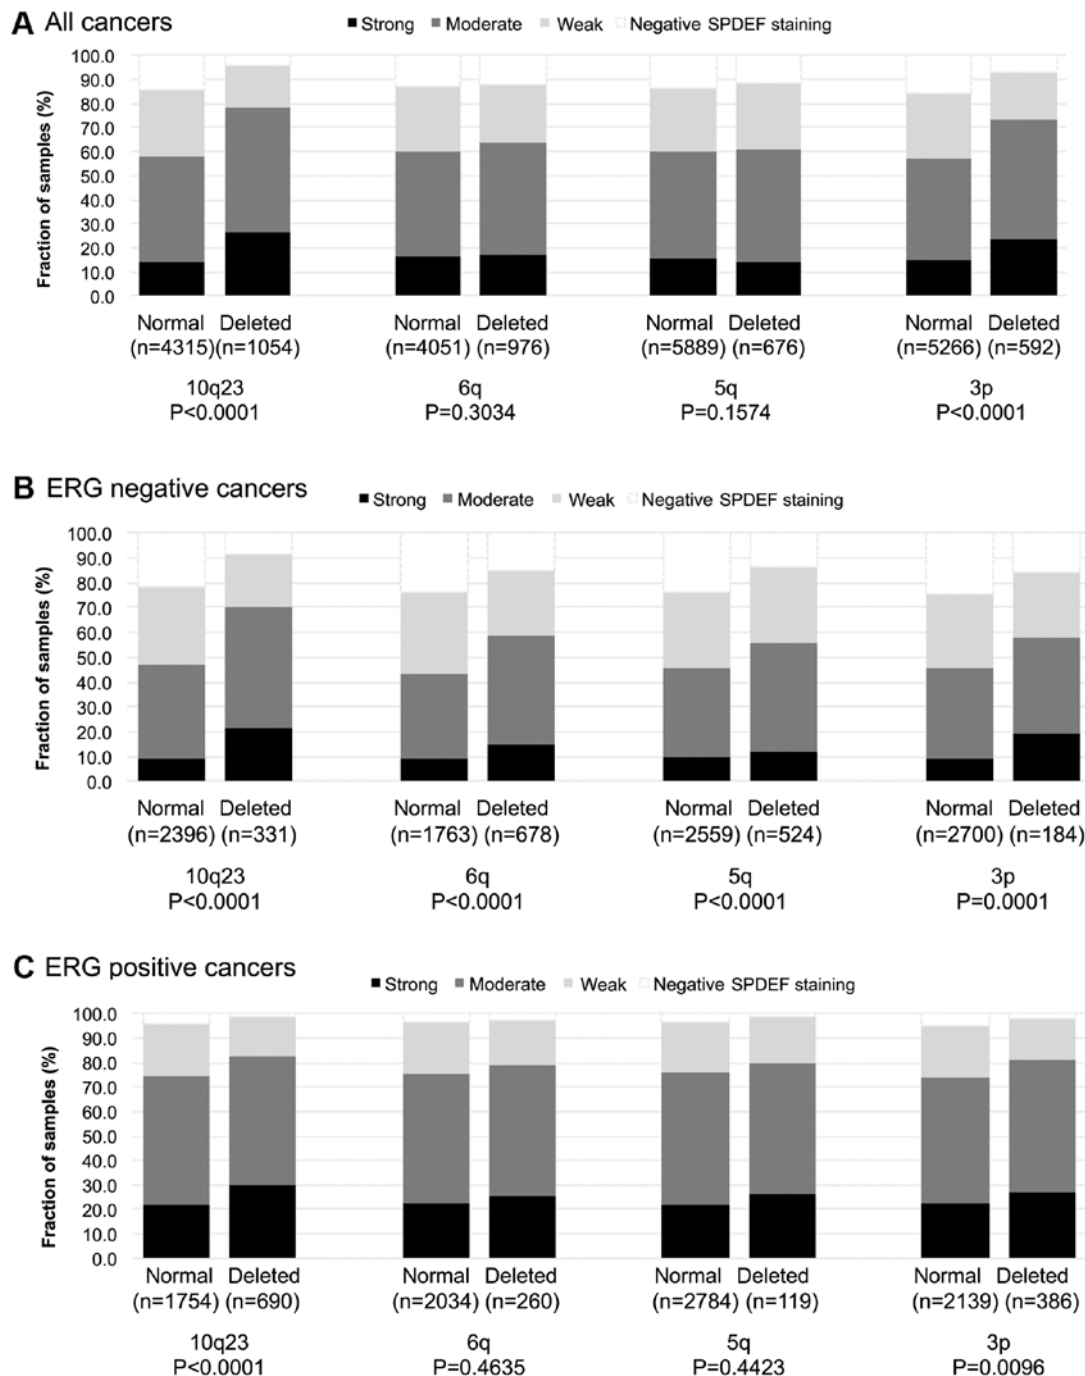 A All cancers
Strong Moderate Weak Negative SPDEF staining
Fraction of samples (%)
100.0
90.0
80.0
70.0
60.0
50.0
40.0
30.0
20.0
10.0
0.0
Normal Deleted Normal Deleted Normal Deleted Normal Deleted
(n=4315)(n=1054) (n=4051) (n=976) (n=5889) (n=676) (n=5266) (n=592)
10q23 6q 5q 3p
P<0.0001 P=0.3034 P=0.1574 P<0.0001
B ERG negative cancers
Strong Moderate Weak Negative SPDEF staining
Fraction of samples (%)
100.0
90.0
80.0
70.0
60.0
50.0
40.0
30.0
20.0
10.0
0.0
Normal Deleted Normal Deleted Normal Deleted Normal Deleted
(n=2396) (n=331) (n=1763) (n=678) (n=2559) (n=524) (n=2700) (n=184)
10q23 6q 5q 3p
P<0.0001 P<0.0001 P<0.0001 P=0.0001
C ERG positive cancers
Strong Moderate Weak Negative SPDEF staining
Fraction of samples (%)
100.0
90.0
80.0
70.0
60.0
50.0
40.0
30.0
20.0
10.0
0.0
Normal Deleted Normal Deleted Normal Deleted Normal Deleted
(n=1754) (n=690) (n=2034) (n=260) (n=2784) (n=119) (n=2139) (n=386)
10q23 6q 5q 3p
P<0.0001 P=0.4635 P=0.4423 P=0.0096